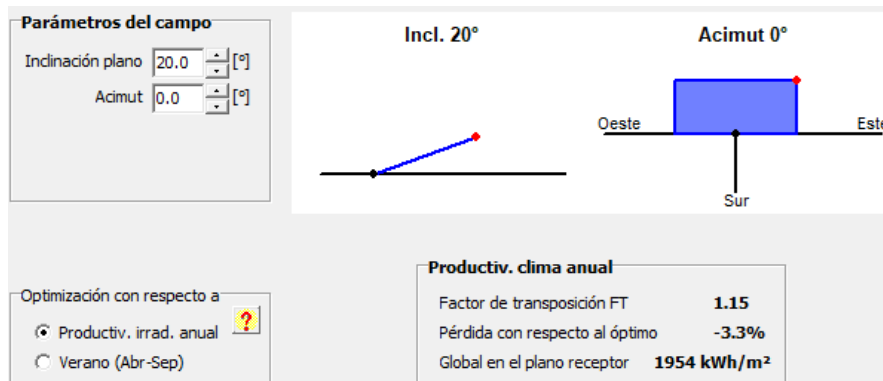 Parámetros del campo
Inclinación plano 20.0 [°]
Acimut 0.0 [°]
Incl. 20°
Acimut 0°
Oeste
Este
Sur
Optimización con respecto a
?
Productiv. irrad. anual
Verano (Abr-Sep)
Productiv. clima anual
Factor de transposición FT 1.15
Pérdida con respecto al óptimo -3.3%
Global en el plano receptor 1954 kWh/m²